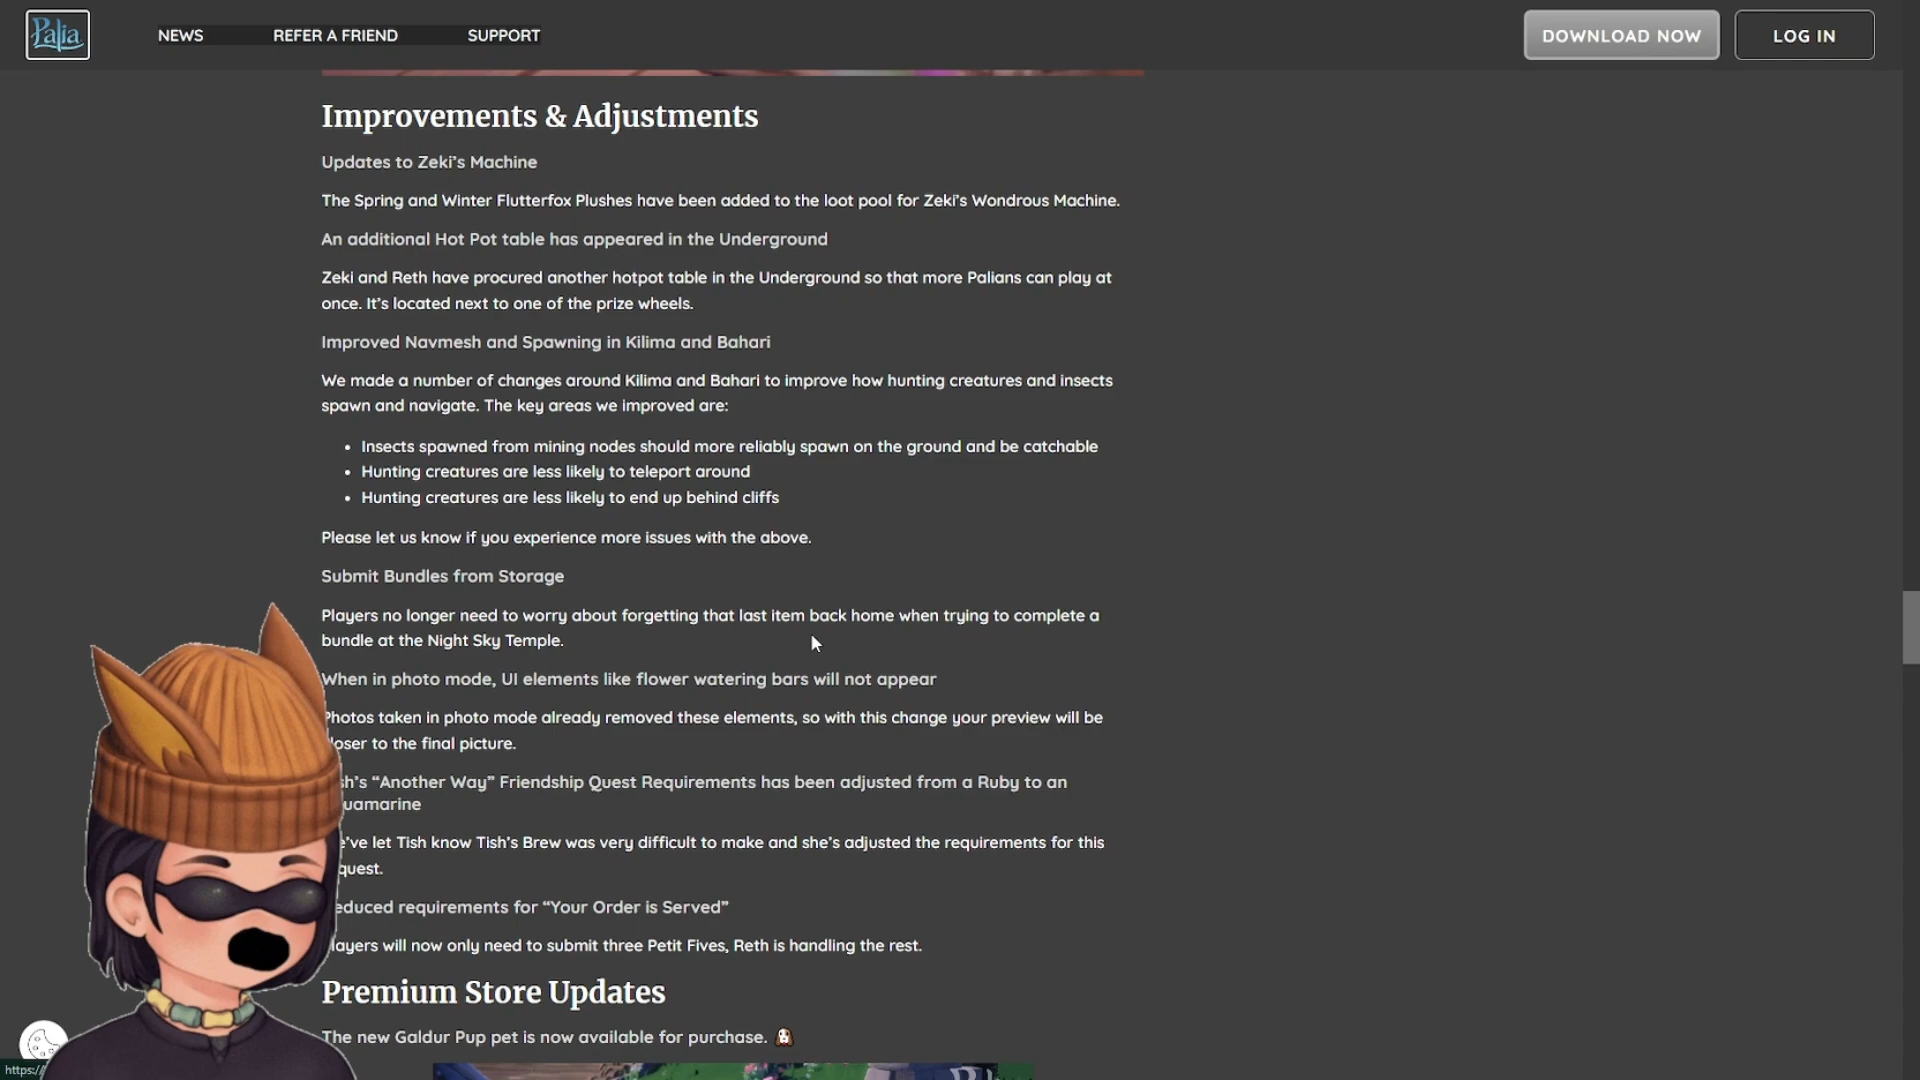 Palia
NEWS
REFER A FRIEND
SUPPORT
DOWNLOAD NOW
LOG IN
Improvements & Adjustments
Updates to Zeki's Machine
The Spring and Winter Flutterfox Plushes have been added to the loot pool for Zeki's Wondrous Machine.
An additional Hot Pot table has appeared in the Underground
Zeki and Reth have procured another hotpot table in the Underground so that more Palians can play at
once. It's located next to one of the prize wheels.
Improved Navmesh and Spawning in Kilima and Bahari
We made a number of changes around Kilima and Bahari to improve how hunting creatures and insects
spawn and navigate. The key areas we improved are:
• Insects spawned from mining nodes should more reliably spawn on the ground and be catchable
• Hunting creatures are less likely to teleport around
• Hunting creatures are less likely to end up behind cliffs
Please let us know if you experience more issues with the above.
Submit Bundles from Storage
Players no longer need to worry about forgetting that last item back home when trying to complete a
bundle at the Night Sky Temple.
When in photo mode, UI elements like flower watering bars will not appear
Photos taken in photo mode already removed these elements, so with this change your preview will be
to the final picture.
“Another Way” Friendship Quest Requirements has been adjusted from a Ruby to an
let Tish know Tish's Brew was very difficult to make and she's adjusted the requirements for this
quest.
requirements for “Your Order is Served”
will now only need to submit three Petit Fives, Reth is handling the rest.
Premium Store Updates
The new Galdur Pup pet is now available for purchase.
https://